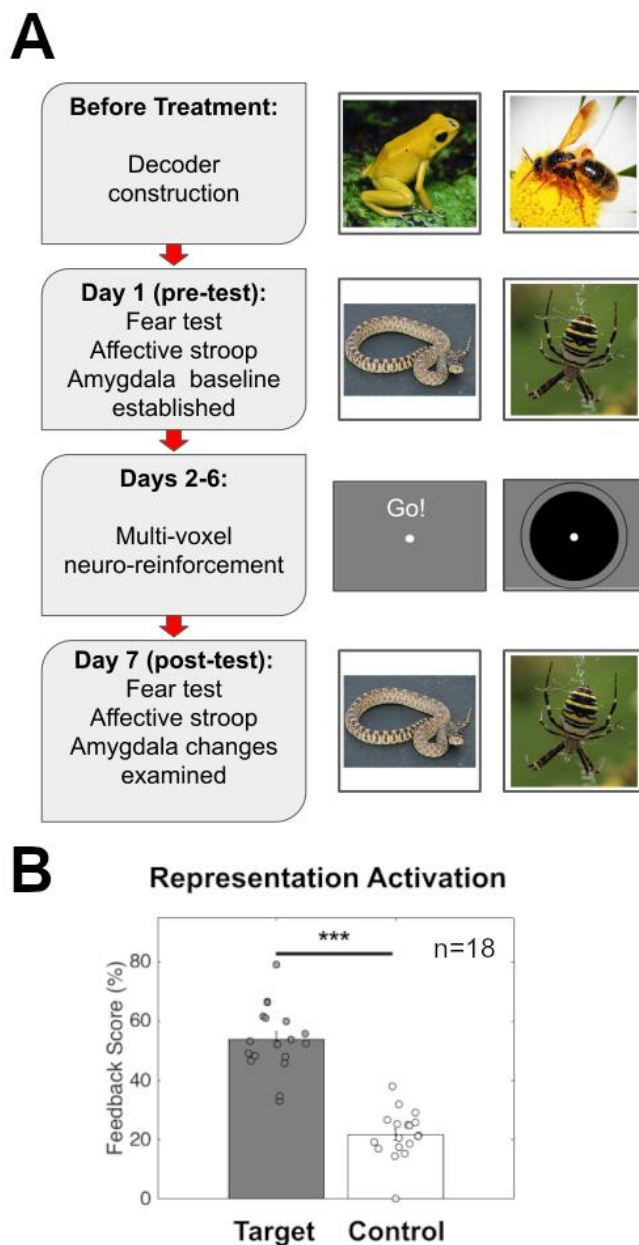 A
Before Treatment:
Decoder
construction
Day 1 (pre-test):
Fear test
Affective stroop
Amygdala baseline
established
Days 2-6:
Multi-voxel
neuro-reinforcement
Go!
Day 7 (post-test):
Fear test
Affective stroop
Amygdala changes
examined
B
Representation Activation
***
n=18
Feedback Score (%)
80
60
40
20
0
Target
Control